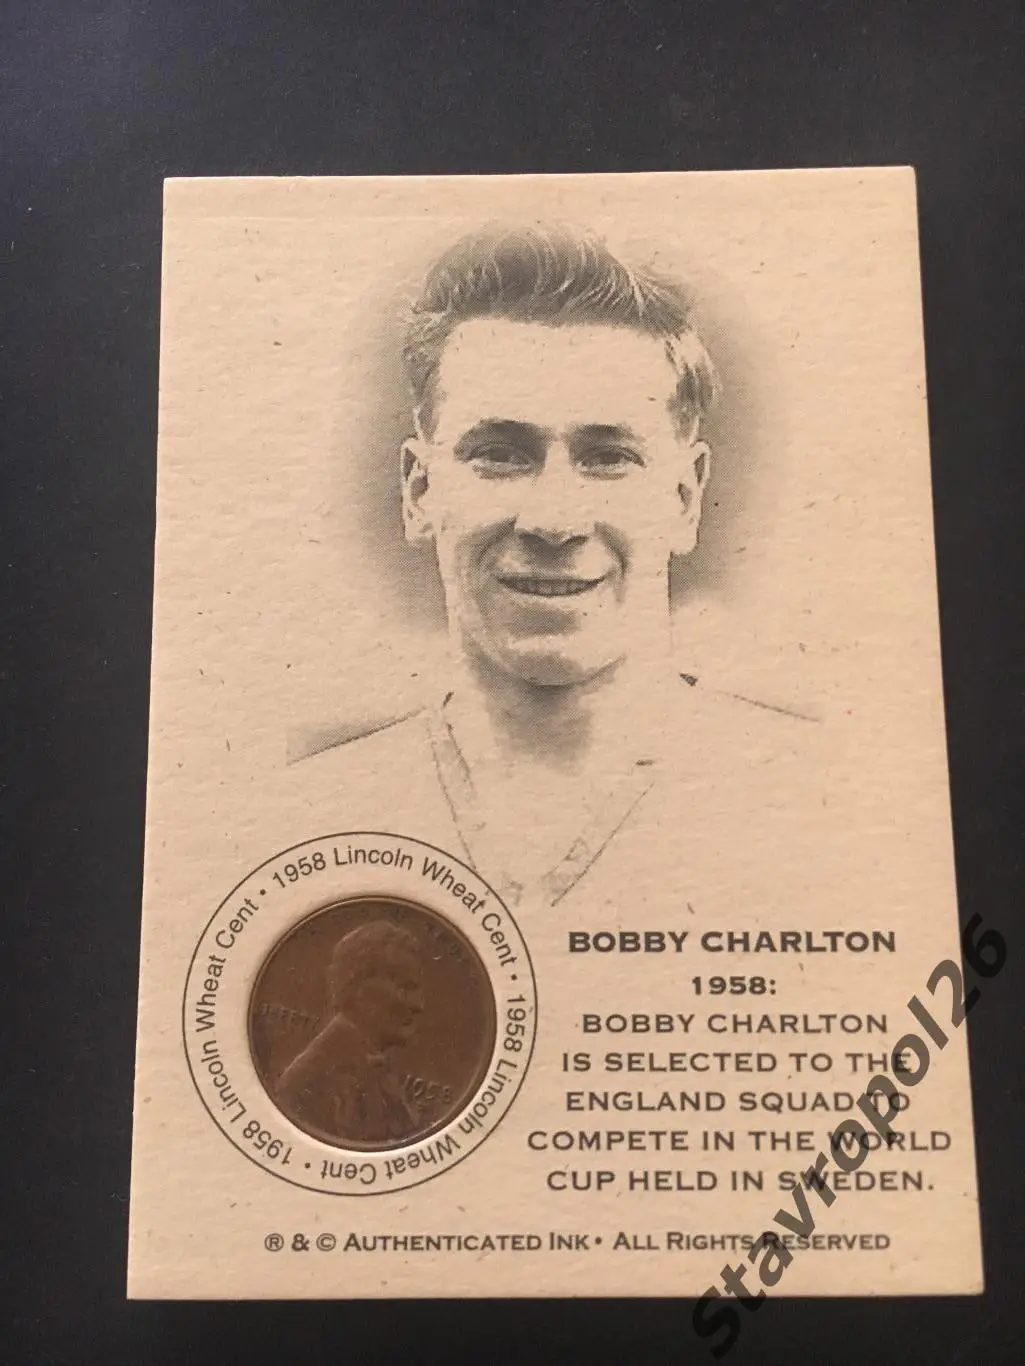 1958 Lincoln Wheat Cent • 1958 Lincoln Wheat Cent • 1958 Lincoln Wheat Cent •
LIBERTY
1958
D
BOBBY CHARLTON
1958:
BOBBY CHARLTON
IS SELECTED TO THE
ENGLAND SQUAD TO
COMPETE IN THE WORLD
CUP HELD IN SWEDEN.
® & © AUTHENTICATED INK • ALL RIGHTS RESERVED
Stavropol26